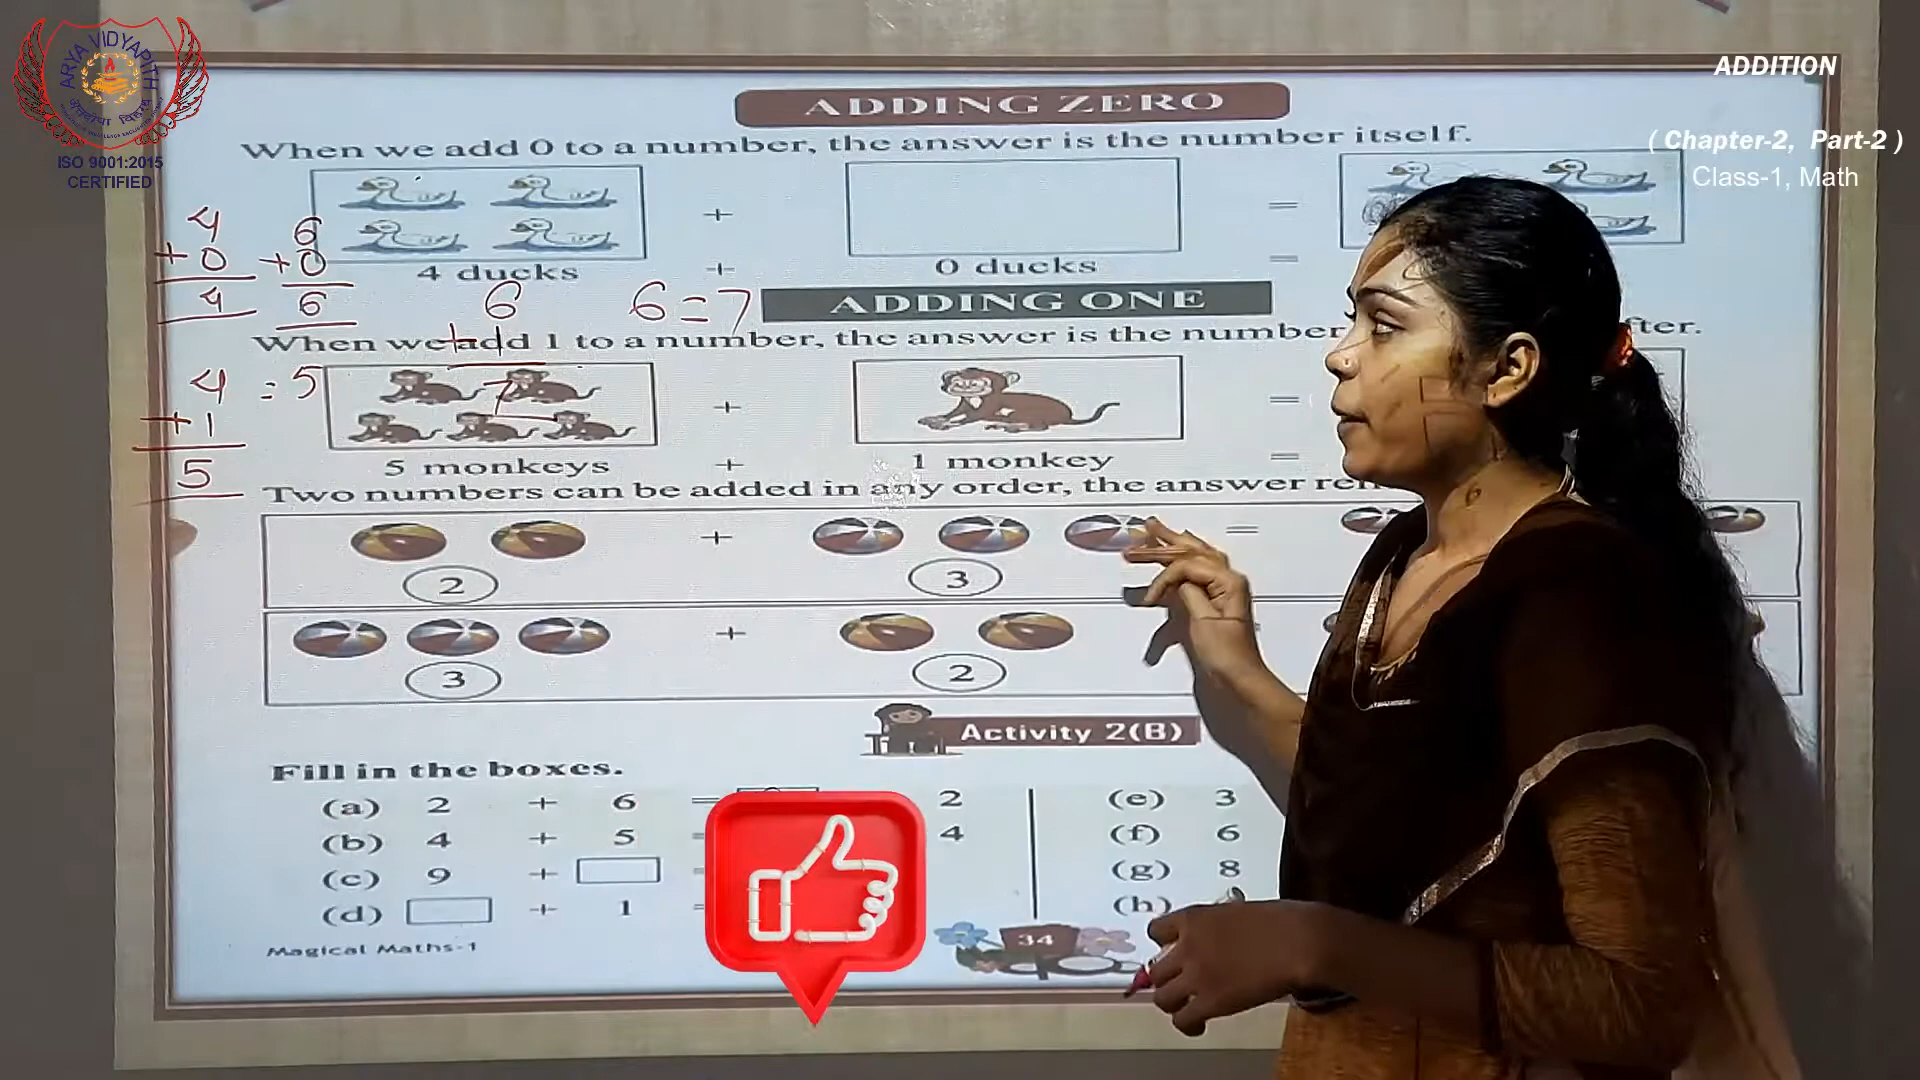 ARYA VIDYAPITH
ISO 9001:2015
CERTIFIED
ADDITION
( Chapter-2, Part-2 )
Class-1, Math
ADDING ZERO
When we add 0 to a number, the answer is the number itself.
+ =
4 ducks + 0 ducks =
4
+0
4
6
+0
6
ADDING ONE
When we add 1 to a number, the answer is the number
fter.
6
+1
7
6=7
4 = 5
+1
5
+ =
5 monkeys + 1 monkey =
Two numbers can be added in any order, the answer
+ =
2 3
+
3 2
Activity 2(B)
Fill in the boxes.
(a) 2 + 6 = 2
(b) 4 + 5 4
(c) 9 +
(d) + 1
(e) 3
(f) 6
(g) 8
(h)
Magical Maths-1
34